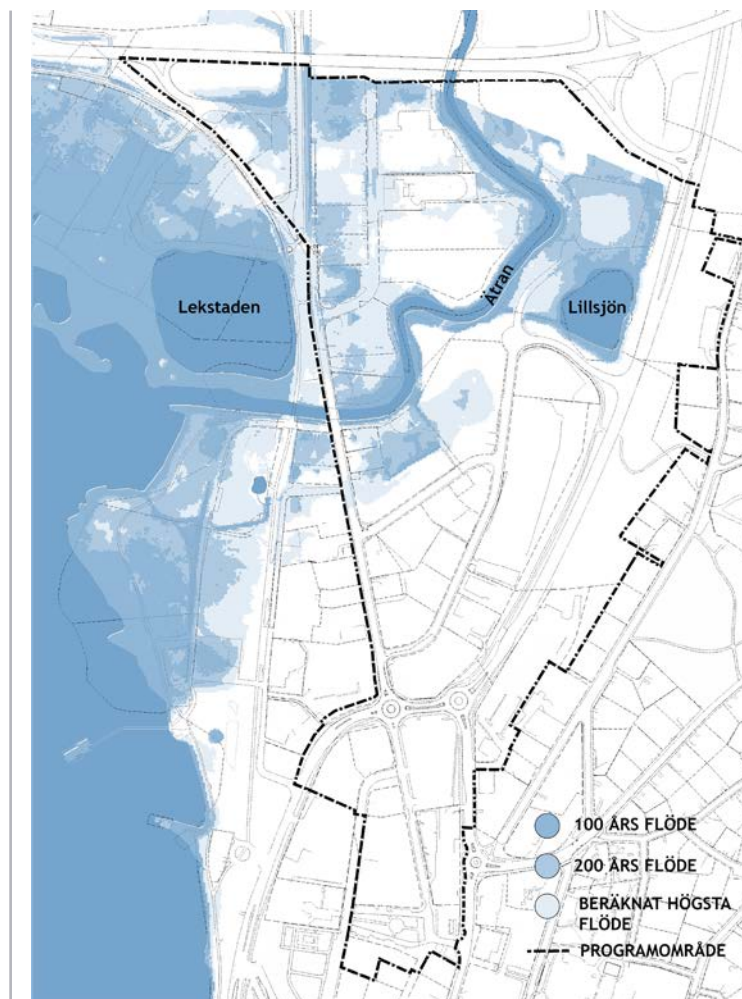 Ätran
Lekstaden
Lillsjön
100 ÅRS FLÖDE
200 ÅRS FLÖDE
BERÄKNAT HÖGSTA
FLÖDE
PROGRAMOMRÅDE